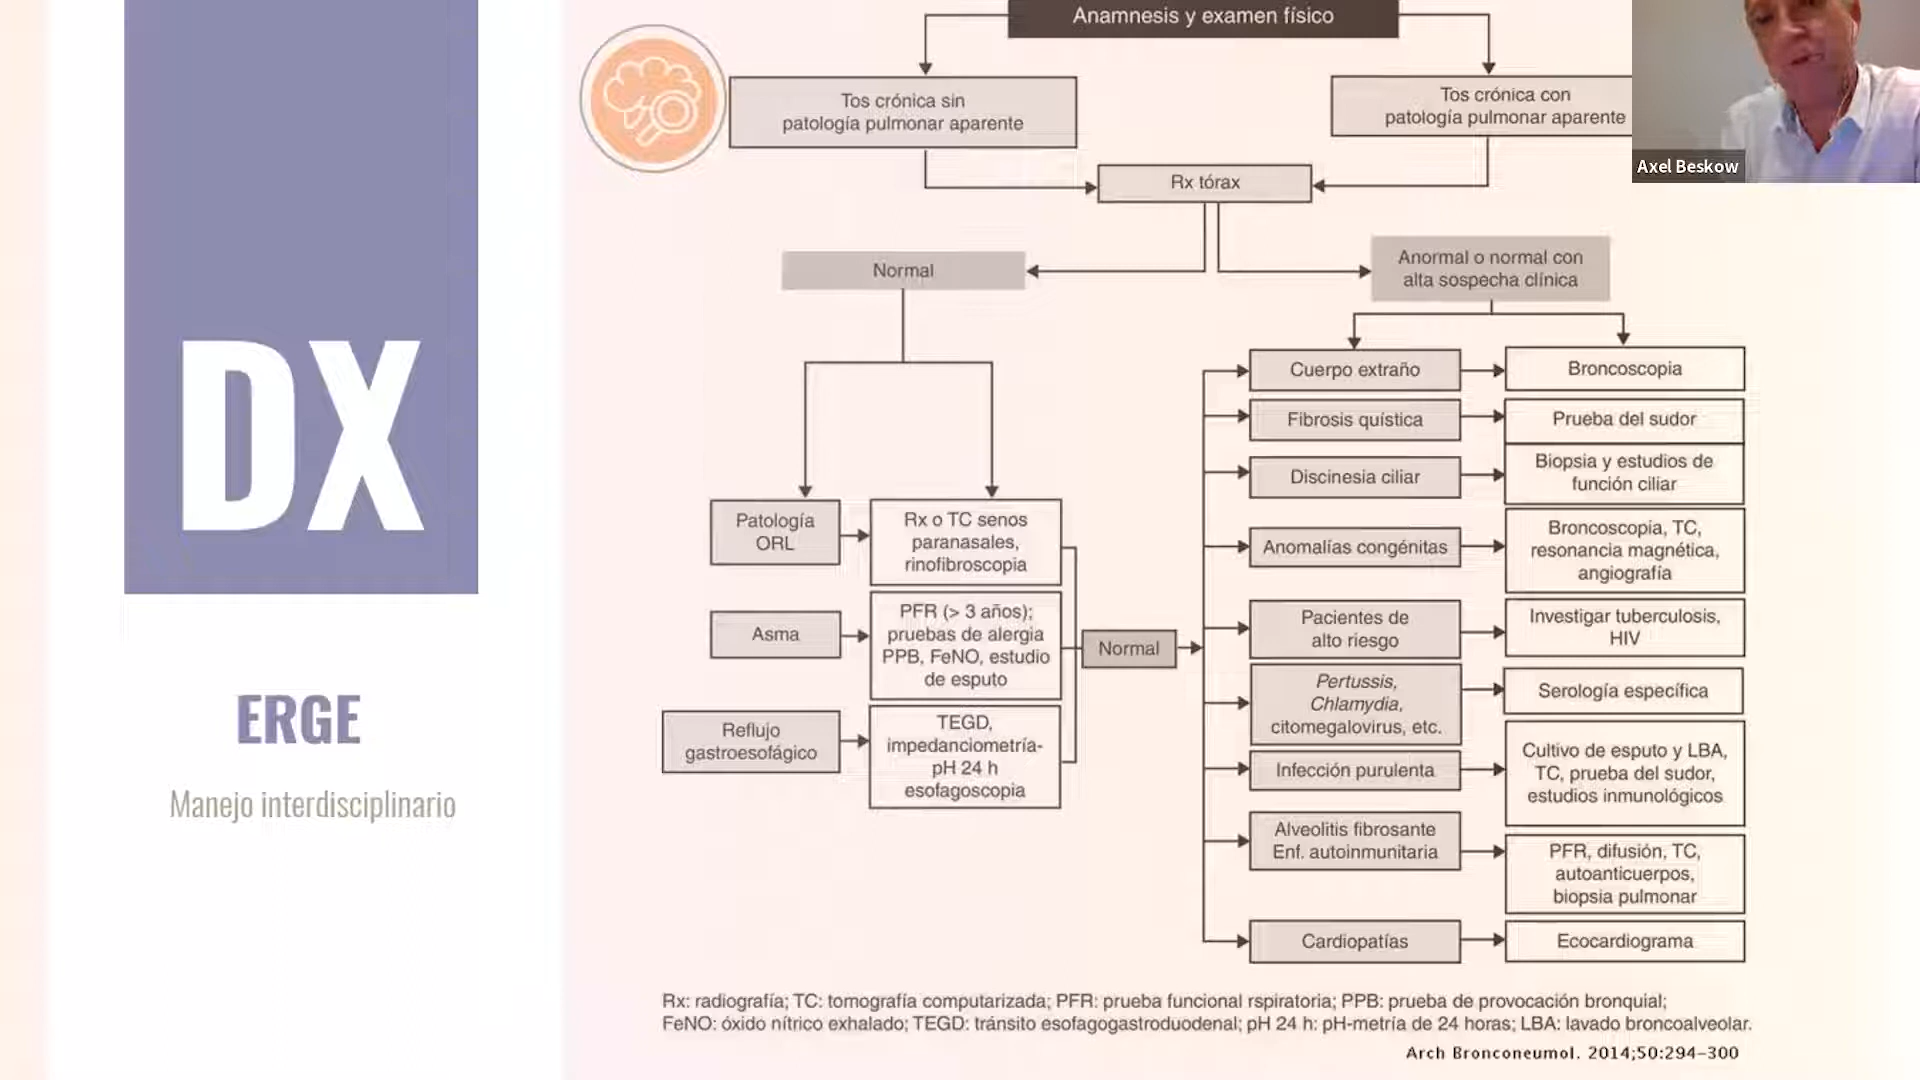 DX
ERGE
Manejo interdisciplinario
Anamnesis y examen físico
Tos crónica sin
patología pulmonar aparente
Tos crónica con
patología pulmonar aparente
Rx tórax
Normal
Anormal o normal con
alta sospecha clínica
Patología
ORL
Rx o TC senos
paranasales,
rinofibroscopia
Asma
PFR (> 3 años);
pruebas de alergia
PPB, FeNO, estudio
de esputo
Reflujo
gastroesofágico
TEGD,
impedanciometría-
pH 24 h
esofagoscopia
Normal
Cuerpo extraño
Broncoscopia
Fibrosis quística
Prueba del sudor
Discinesia ciliar
Biopsia y estudios de
función ciliar
Anomalías congénitas
Broncoscopia, TC,
resonancia magnética,
angiografía
Pacientes de
alto riesgo
Investigar tuberculosis,
HIV
Pertussis,
Chlamydia,
citomegalovirus, etc.
Serología específica
Infección purulenta
Cultivo de esputo y LBA,
TC, prueba del sudor,
estudios inmunológicos
Alveolitis fibrosante
Enf. autoinmunitaria
PFR, difusión, TC,
autoanticuerpos,
biopsia pulmonar
Cardiopatías
Ecocardiograma
Rx: radiografía; TC: tomografía computarizada; PFR: prueba funcional rspiratoria; PPB: prueba de provocación bronquial;
FeNO: óxido nítrico exhalado; TEGD: tránsito esofagogastroduodenal; pH 24 h: pH-metría de 24 horas; LBA: lavado broncoalveolar.
Arch Bronconeumol. 2014;50:294–300
Axel Beskow